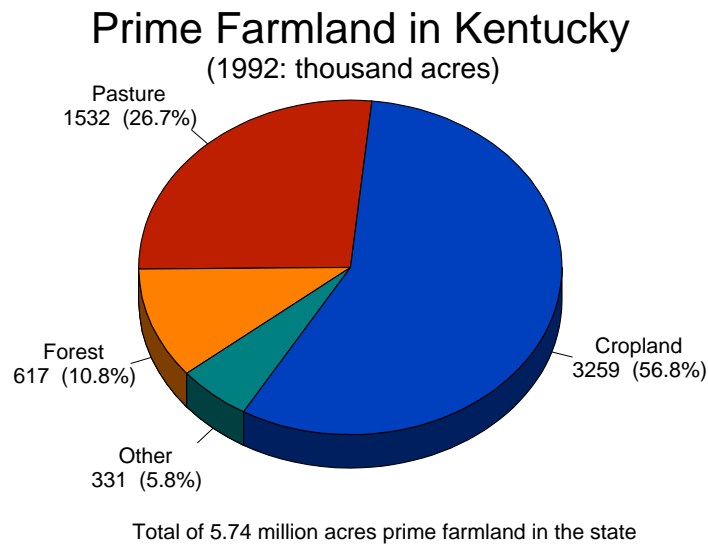 Prime Farmland in Kentucky
(1992: thousand acres)
Pasture
1532 (26.7%)
Cropland
3259 (56.8%)
Forest
617 (10.8%)
Other
331 (5.8%)
Total of 5.74 million acres prime farmland in the state